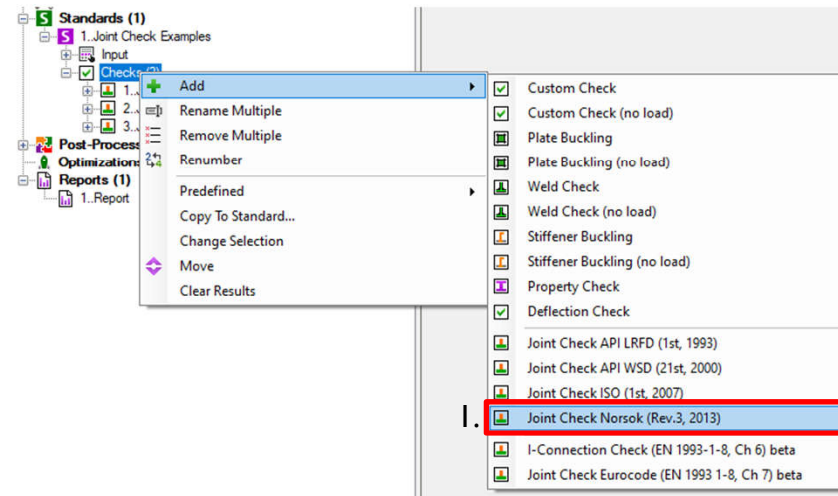 Standards (1)
1..Joint Check Examples
Input
Checks (3)
1..
2..
3..
Post-Process
Optimization
Reports (1)
1..Report
Add
Rename Multiple
Remove Multiple
Renumber
Predefined
Copy To Standard...
Change Selection
Move
Clear Results
Custom Check
Custom Check (no load)
Plate Buckling
Plate Buckling (no load)
Weld Check
Weld Check (no load)
Stiffener Buckling
Stiffener Buckling (no load)
Property Check
Deflection Check
Joint Check API LRFD (1st, 1993)
Joint Check API WSD (21st, 2000)
Joint Check ISO (1st, 2007)
I. Joint Check Norsok (Rev.3, 2013)
I-Connection Check (EN 1993-1-8, Ch 6) beta
Joint Check Eurocode (EN 1993 1-8, Ch 7) beta